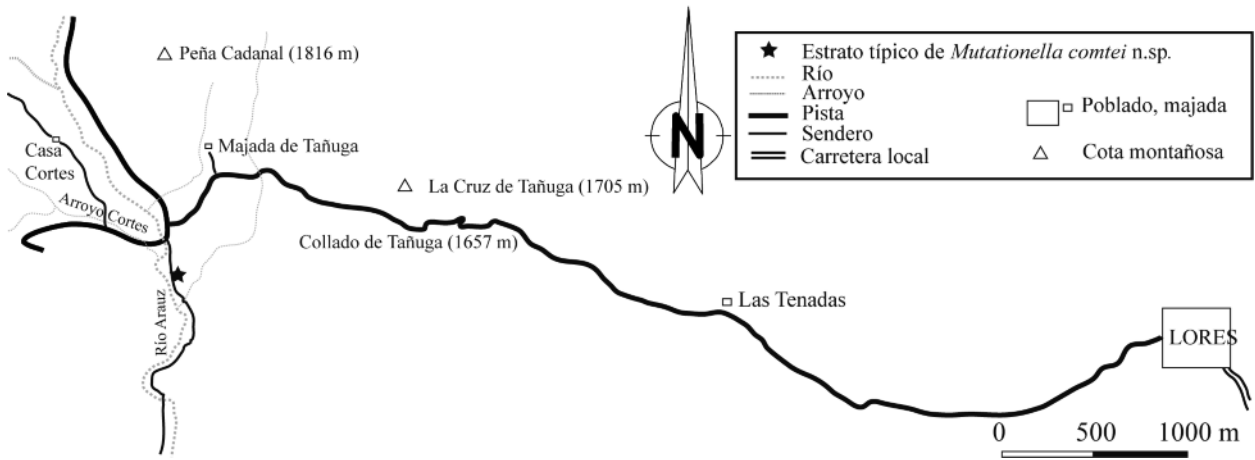 Peña Cadanal (1816 m)
Casa
Cortes
Majada de Tañuga
Arroyo Cortes
La Cruz de Tañuga (1705 m)
Collado de Tañuga (1657 m)
Río Arauz
Las Tenadas
LORES
N
Estrato típico de Mutationella comtei n.sp.
Río
Arroyo
Pista
Sendero
Carretera local
Poblado, majada
Cota montañosa
0 500 1000 m